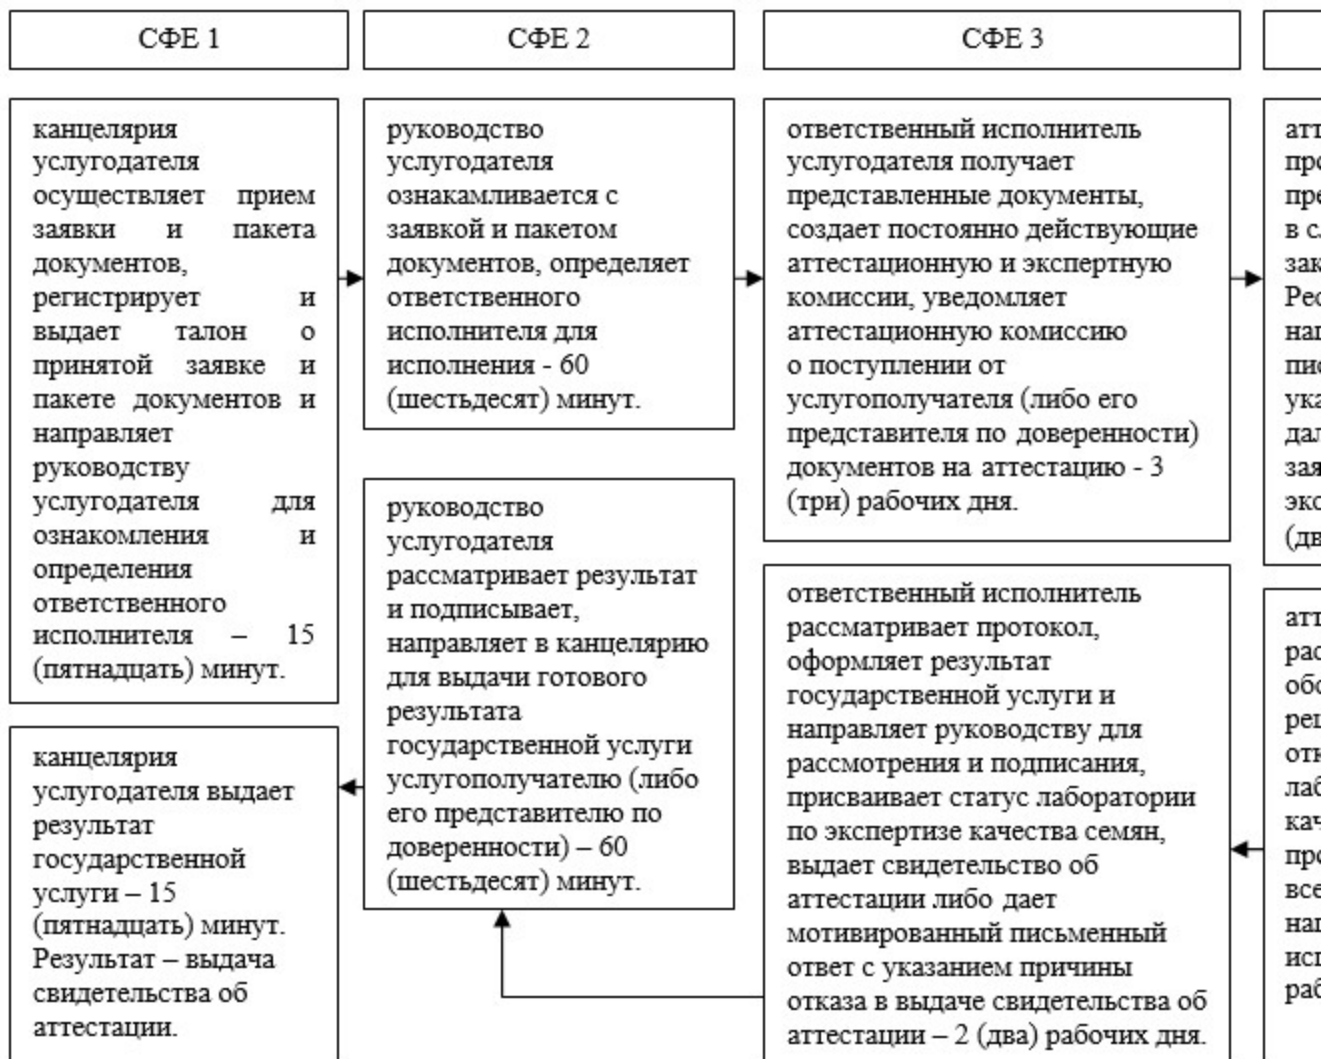 СФЕ 1
СФЕ 2
СФЕ 3
канцелярия
услугодателя
осуществляет прием
заявки и пакета
документов,
регистрирует и
выдает талон о
принятой заявке и
пакете документов и
направляет
руководству
услугодателя для
ознакомления и
определения
ответственного
исполнителя – 15
(пятнадцать) минут.
руководство
услугодателя
ознакамливается с
заявкой и пакетом
документов, определяет
ответственного
исполнителя для
исполнения - 60
(шестьдесят) минут.
ответственный исполнитель
услугодателя получает
представленные документы,
создает постоянно действующие
аттестационную и экспертную
комиссии, уведомляет
аттестационную комиссию
о поступлении от
услугополучателя (либо его
представителя по доверенности)
документов на аттестацию - 3
(три) рабочих дня.
канцелярия
услугодателя выдает
результат
государственной
услуги – 15
(пятнадцать) минут.
Результат – выдача
свидетельства об
аттестации.
руководство
услугодателя
рассматривает результат
и подписывает,
направляет в канцелярию
для выдачи готового
результата
государственной услуги
услугополучателю (либо
его представителю по
доверенности) – 60
(шестьдесят) минут.
ответственный исполнитель
рассматривает протокол,
оформляет результат
государственной услуги и
направляет руководству для
рассмотрения и подписания,
присваивает статус лаборатории
по экспертизе качества семян,
выдает свидетельство об
аттестации либо дает
мотивированный письменный
ответ с указанием причины
отказа в выдаче свидетельства об
аттестации – 2 (два) рабочих дня.